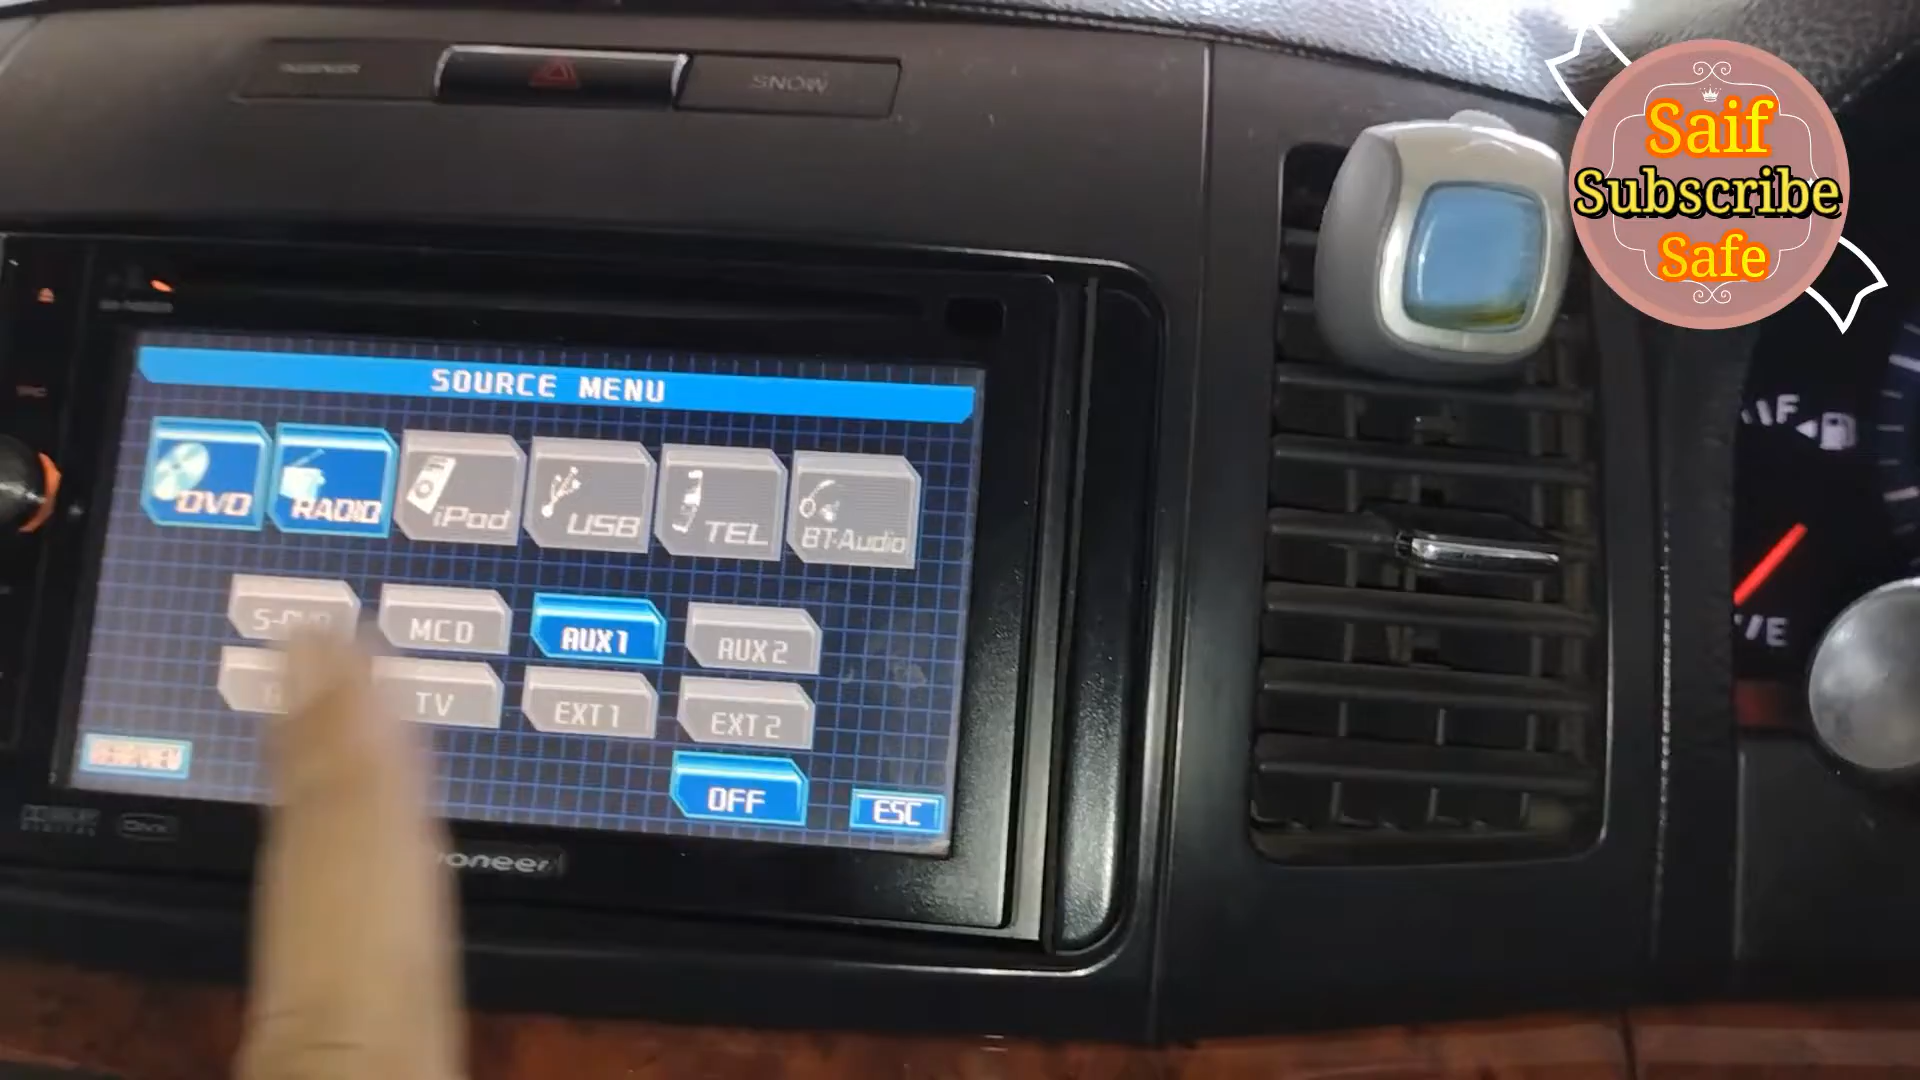 SNOW
Saif
Subscribe
Safe
SOURCE MENU
DVD
RADIO
iPod
USB
TEL
BT-Audio
MCD
AUX1
AUX2
TV
EXT1
EXT2
OFF
ESC
F
E